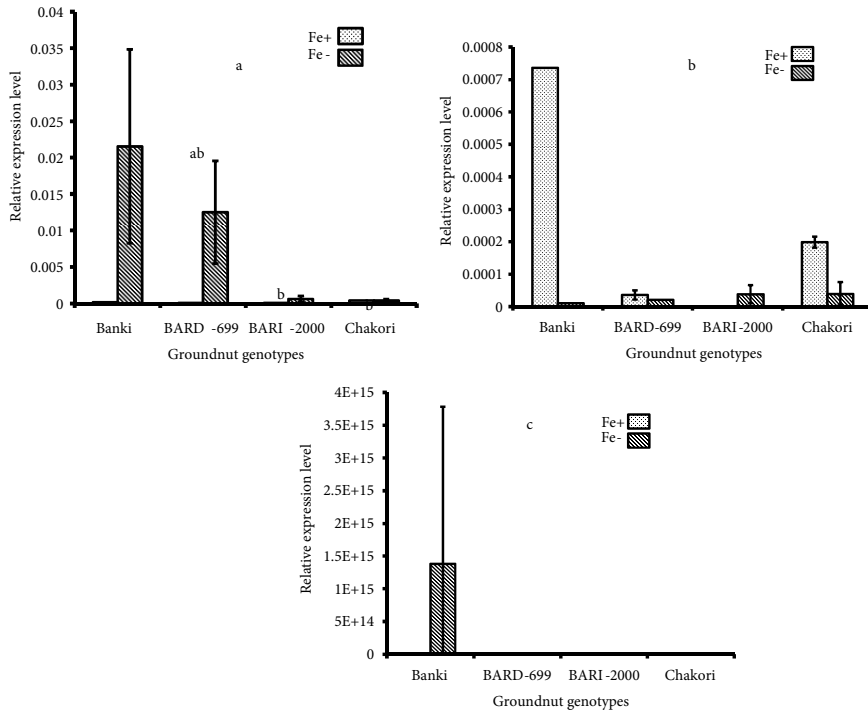 0.04
0.035
0.03
0.025
0.02
0.015
0.01
0.005
0
Relative expression level
Fe+
Fe -
a
ab
b
b
Banki BARD -699 BARI -2000 Chakori
Groundnut genotypes
0.0008
0.0007
0.0006
0.0005
0.0004
0.0003
0.0002
0.0001
0
Relative expression level
Fe+
Fe-
b
Banki BARD-699 BARI-2000 Chakori
Groundnut genotypes
4E+15
3.5E+15
3E+15
2.5E+15
2E+15
1.5E+15
1E+15
5E+14
0
Relative expression level
Fe+
Fe-
c
Banki BARD-699 BARI-2000 Chakori
Groundnut genotypes